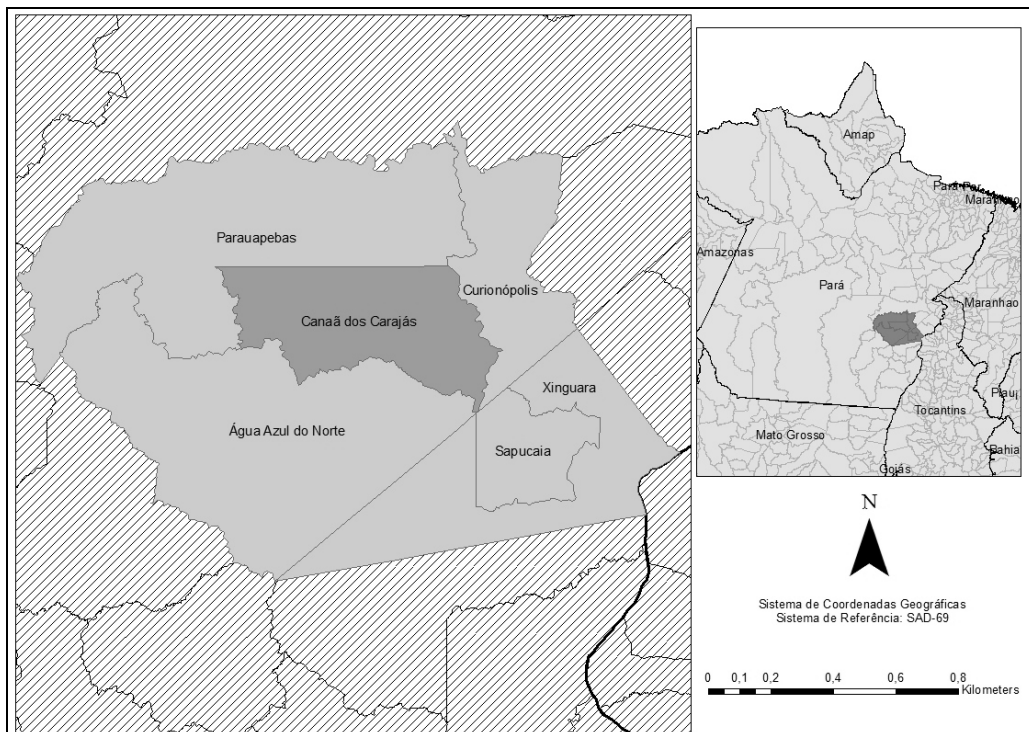 Parauapebas
Curionópolis
Canaã dos Carajás
Xinguara
Água Azul do Norte
Sapucaia
Amap
Pará
Maranhao
Amazonas
Pará
Maranhao
Piauí
Tocantins
Mato Grosso
Bahia
Goiás
N
Sistema de Coordenadas Geográficas
Sistema de Referência: SAD-69
0 0,1 0,2 0,4 0,6 0,8
Kilometers